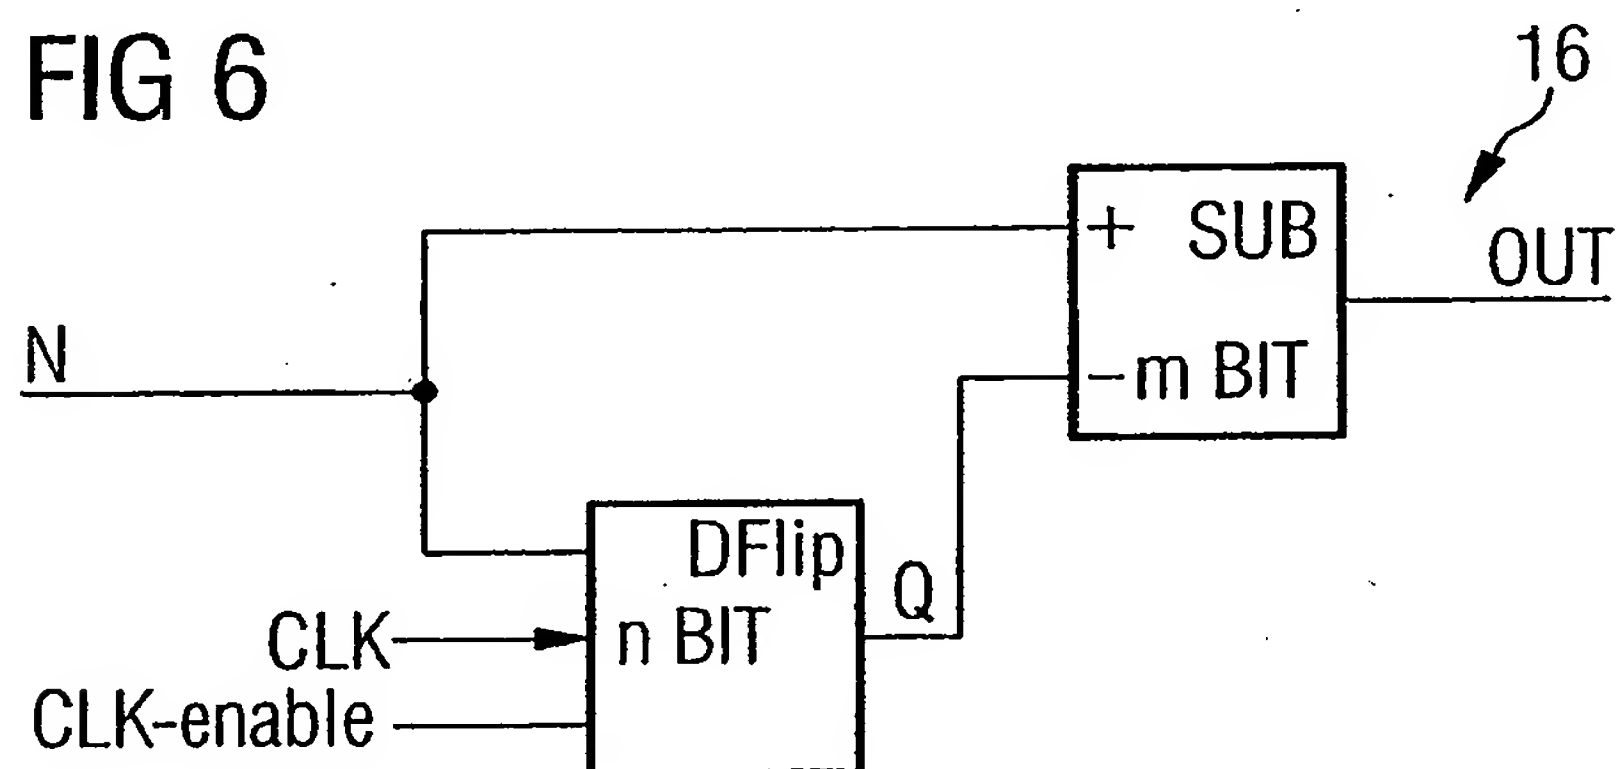 FIG 6
16
+ SUB
OUT
N
- m BIT
DFlip
Q
CLK
n BIT
CLK-enable